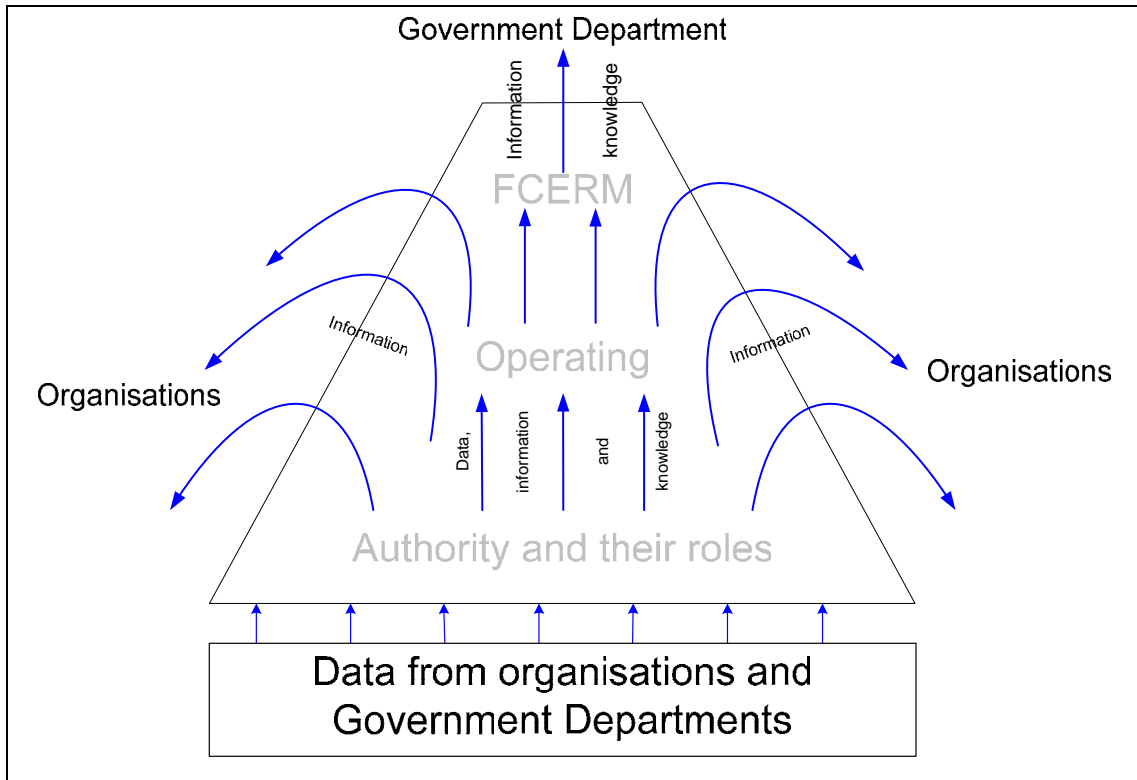 Government Department
Information
knowledge
FCERM
Information
Information
Operating
Organisations
Organisations
Data,
information
and
knowledge
Authority and their roles
Data from organisations and
Government Departments